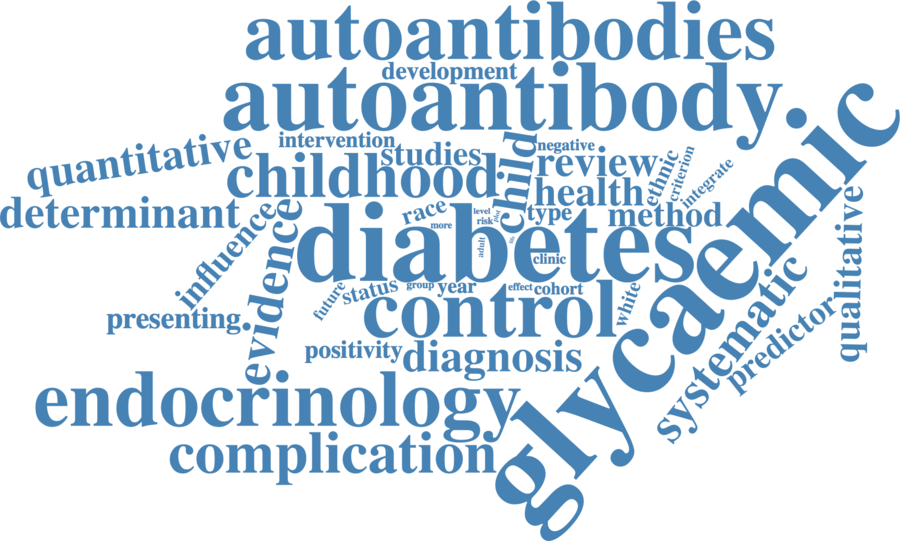 autoantibodies
development
autoantibody
intervention
negative
quantitative
studies
review
childhood
child
ethnic
criterion
integrate
glycaemic
health
determinant
influence
evidence
race
more
level
risk
type
method
diabetes
adult
clinic
qualitative
future
status
group
year
effect
cohort
white
presenting
control
systematic
predictor
positivity
diagnosis
endocrinology
complication